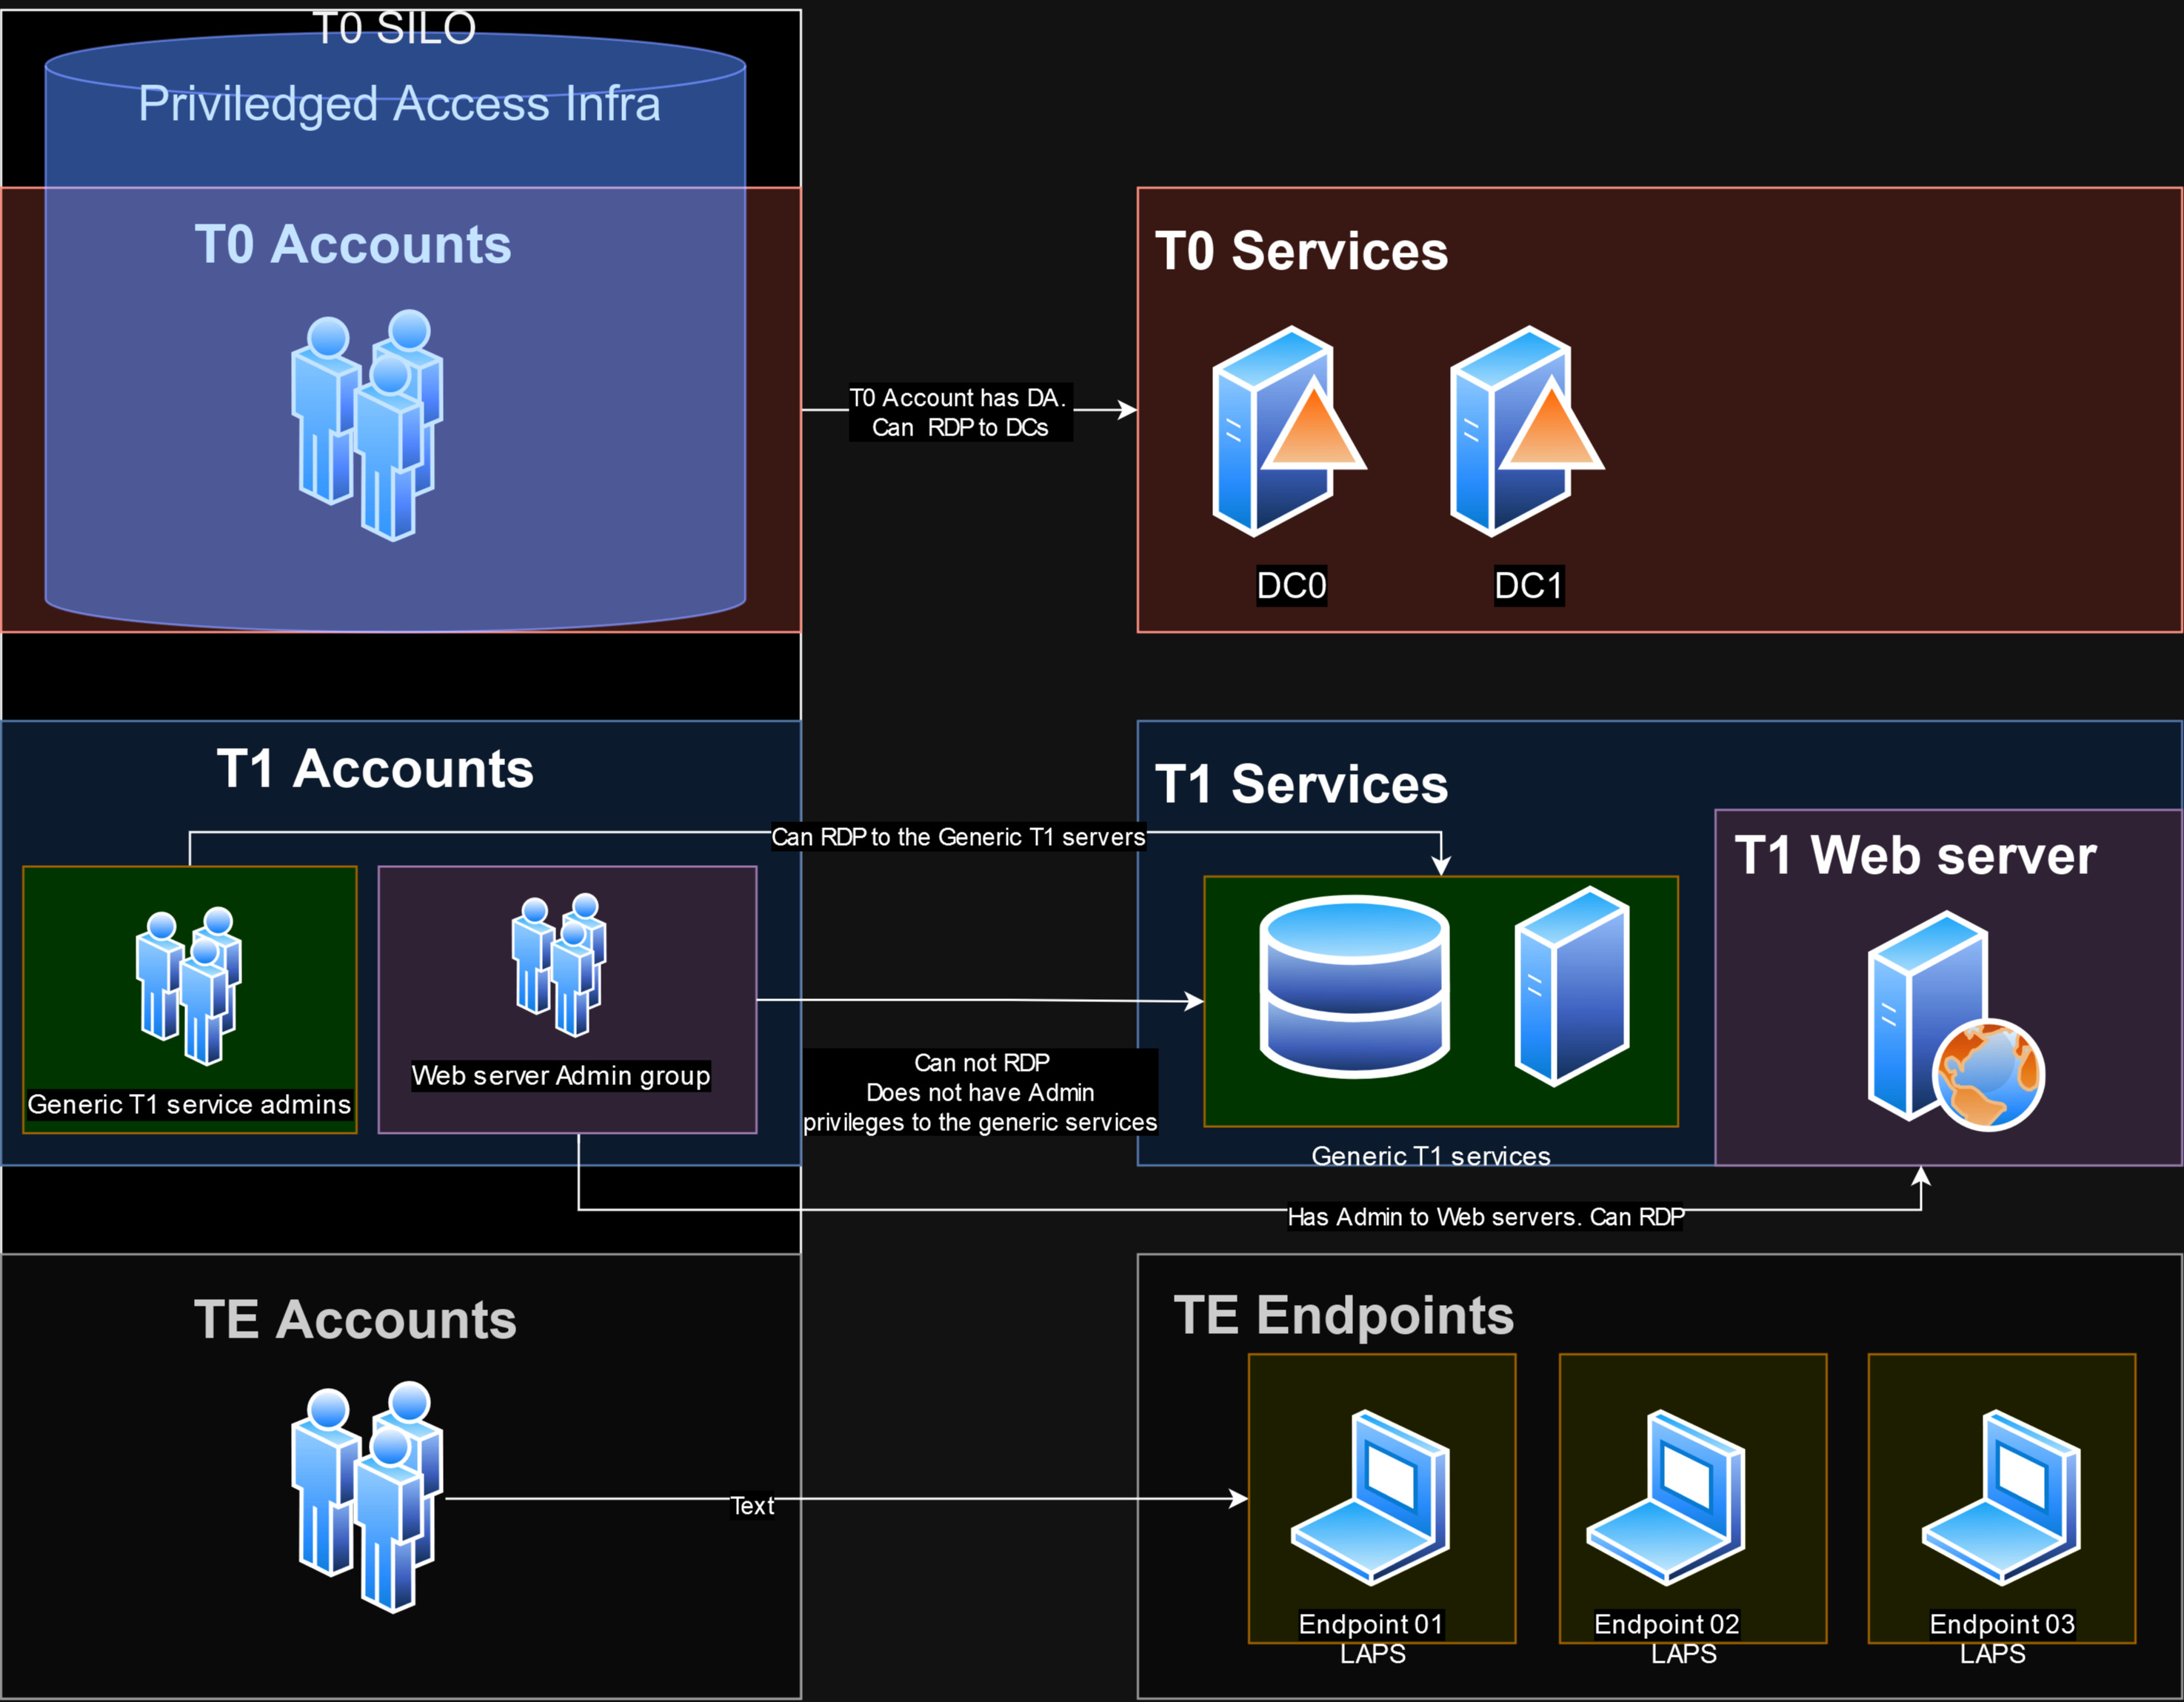 T0 SILO
Priviledged Access Infra
T0 Accounts
T0 Account has DA.
Can RDP to DCs
T0 Services
DC0
DC1
T1 Accounts
Generic T1 service admins
Web server Admin group
Can RDP to the Generic T1 servers
Can not RDP
Does not have Admin
privileges to the generic services
T1 Services
Generic T1 services
T1 Web server
Has Admin to Web servers. Can RDP
TE Accounts
Text
TE Endpoints
Endpoint 01
LAPS
Endpoint 02
LAPS
Endpoint 03
LAPS